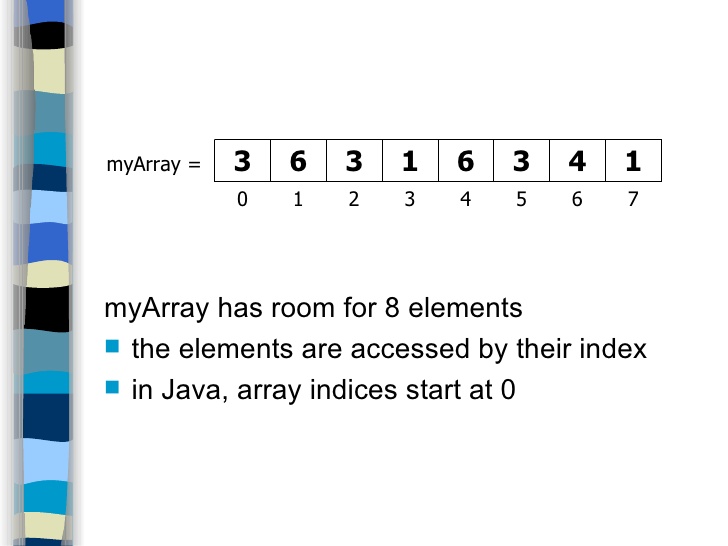 myArray = 3 6 3 1 6 3 4 1
0 1 2 3 4 5 6 7
myArray has room for 8 elements
the elements are accessed by their index
in Java, array indices start at 0